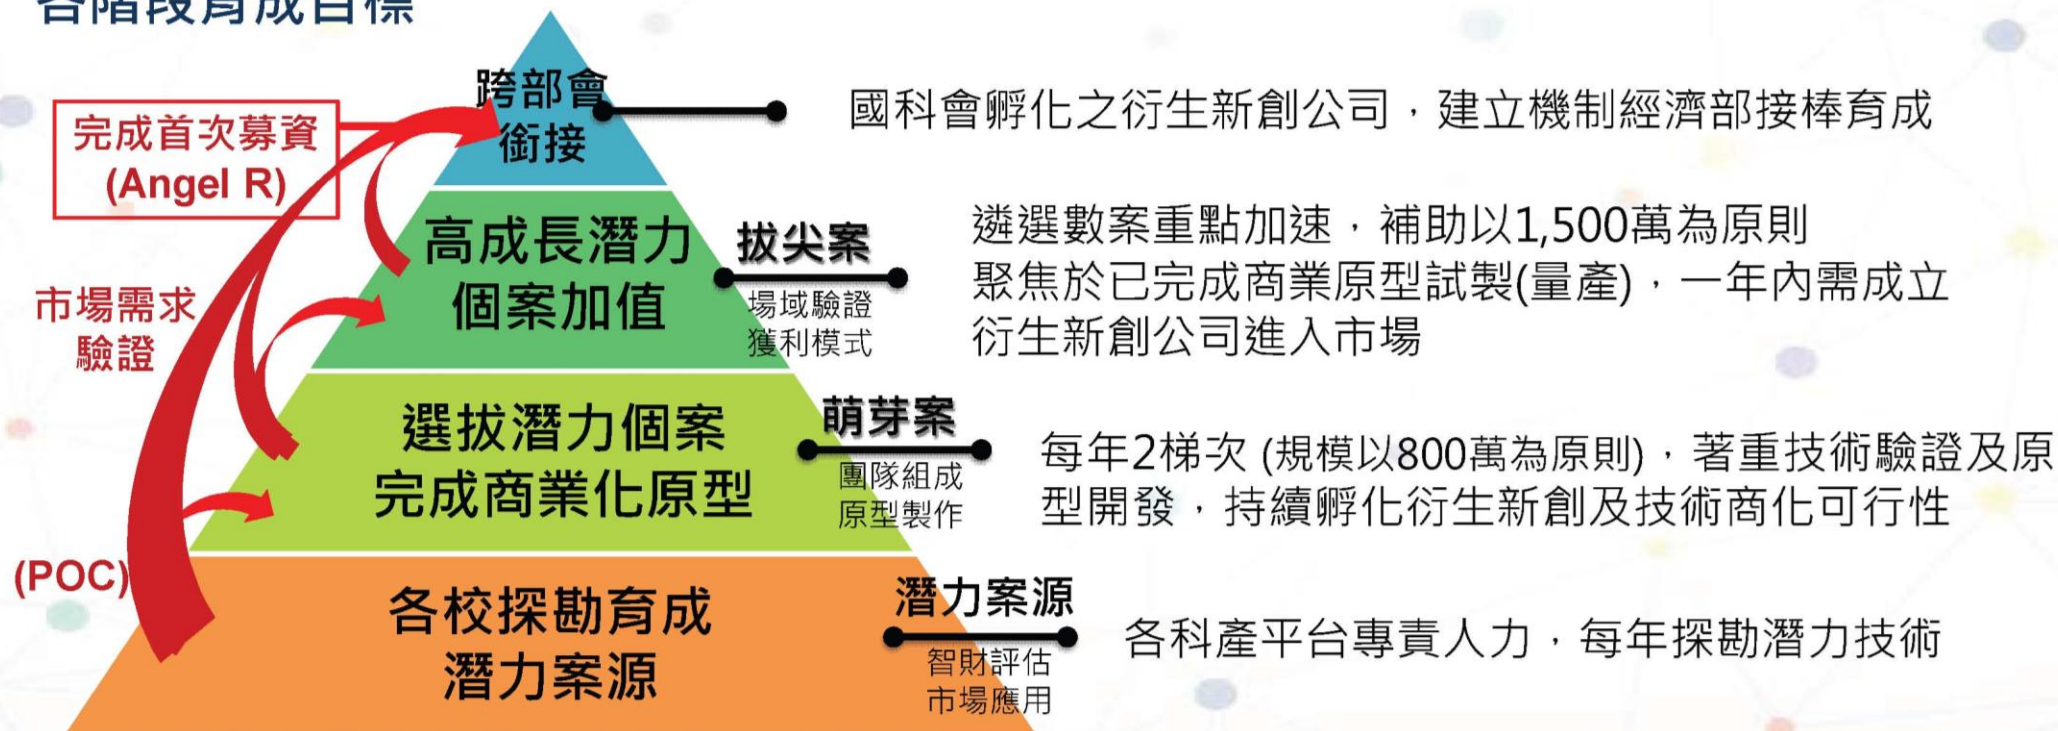 各階段育成目標
跨部會
銜接
國科會孵化之衍生新創公司，建立機制經濟部接棒育成
完成首次募資
(Angel R)
高成長潛力
個案加值
拔尖案
場域驗證
獲利模式
遴選數案重點加速，補助以1,500萬為原則
聚焦於已完成商業原型試製(量產)，一年內需成立
衍生新創公司進入市場
市場需求
驗證
選拔潛力個案
完成商業化原型
萌芽案
團隊組成
原型製作
每年2梯次 (規模以800萬為原則)，著重技術驗證及原
型開發，持續孵化衍生新創及技術商化可行性
(POC)
各校探勘育成
潛力案源
潛力案源
智財評估
市場應用
各科產平台專責人力，每年探勘潛力技術